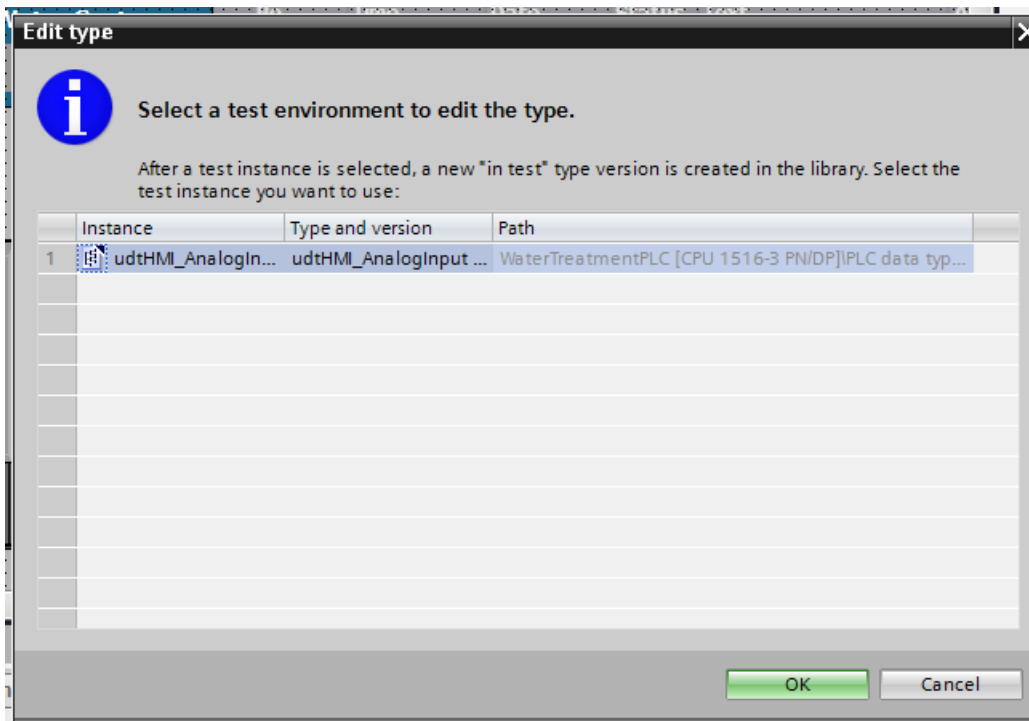 Edit type
Select a test environment to edit the type.
After a test instance is selected, a new "in test" type version is created in the library. Select the
test instance you want to use:
Instance Type and version Path
1 udtHMI_AnalogIn... udtHMI_AnalogInput ... WaterTreatmentPLC [CPU 1516-3 PN/DP]\PLC data typ...
OK Cancel